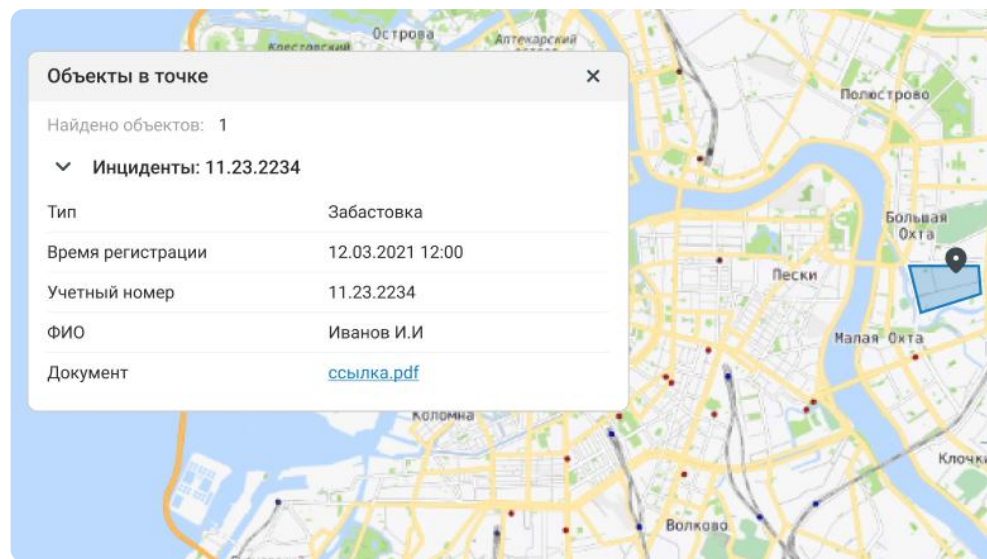 Острова
Крестовский
Аптекарский
Объекты в точке
Полюстрово
Найдено объектов: 1
Инциденты: 11.23.2234
Тип Забастовка
Большая
Охта
Время регистрации 12.03.2021 12:00
Пески
Учетный номер 11.23.2234
ФИО Иванов И.И
Малая Охта
Документ ссылка.pdf
Коломна
Клочки
Волково